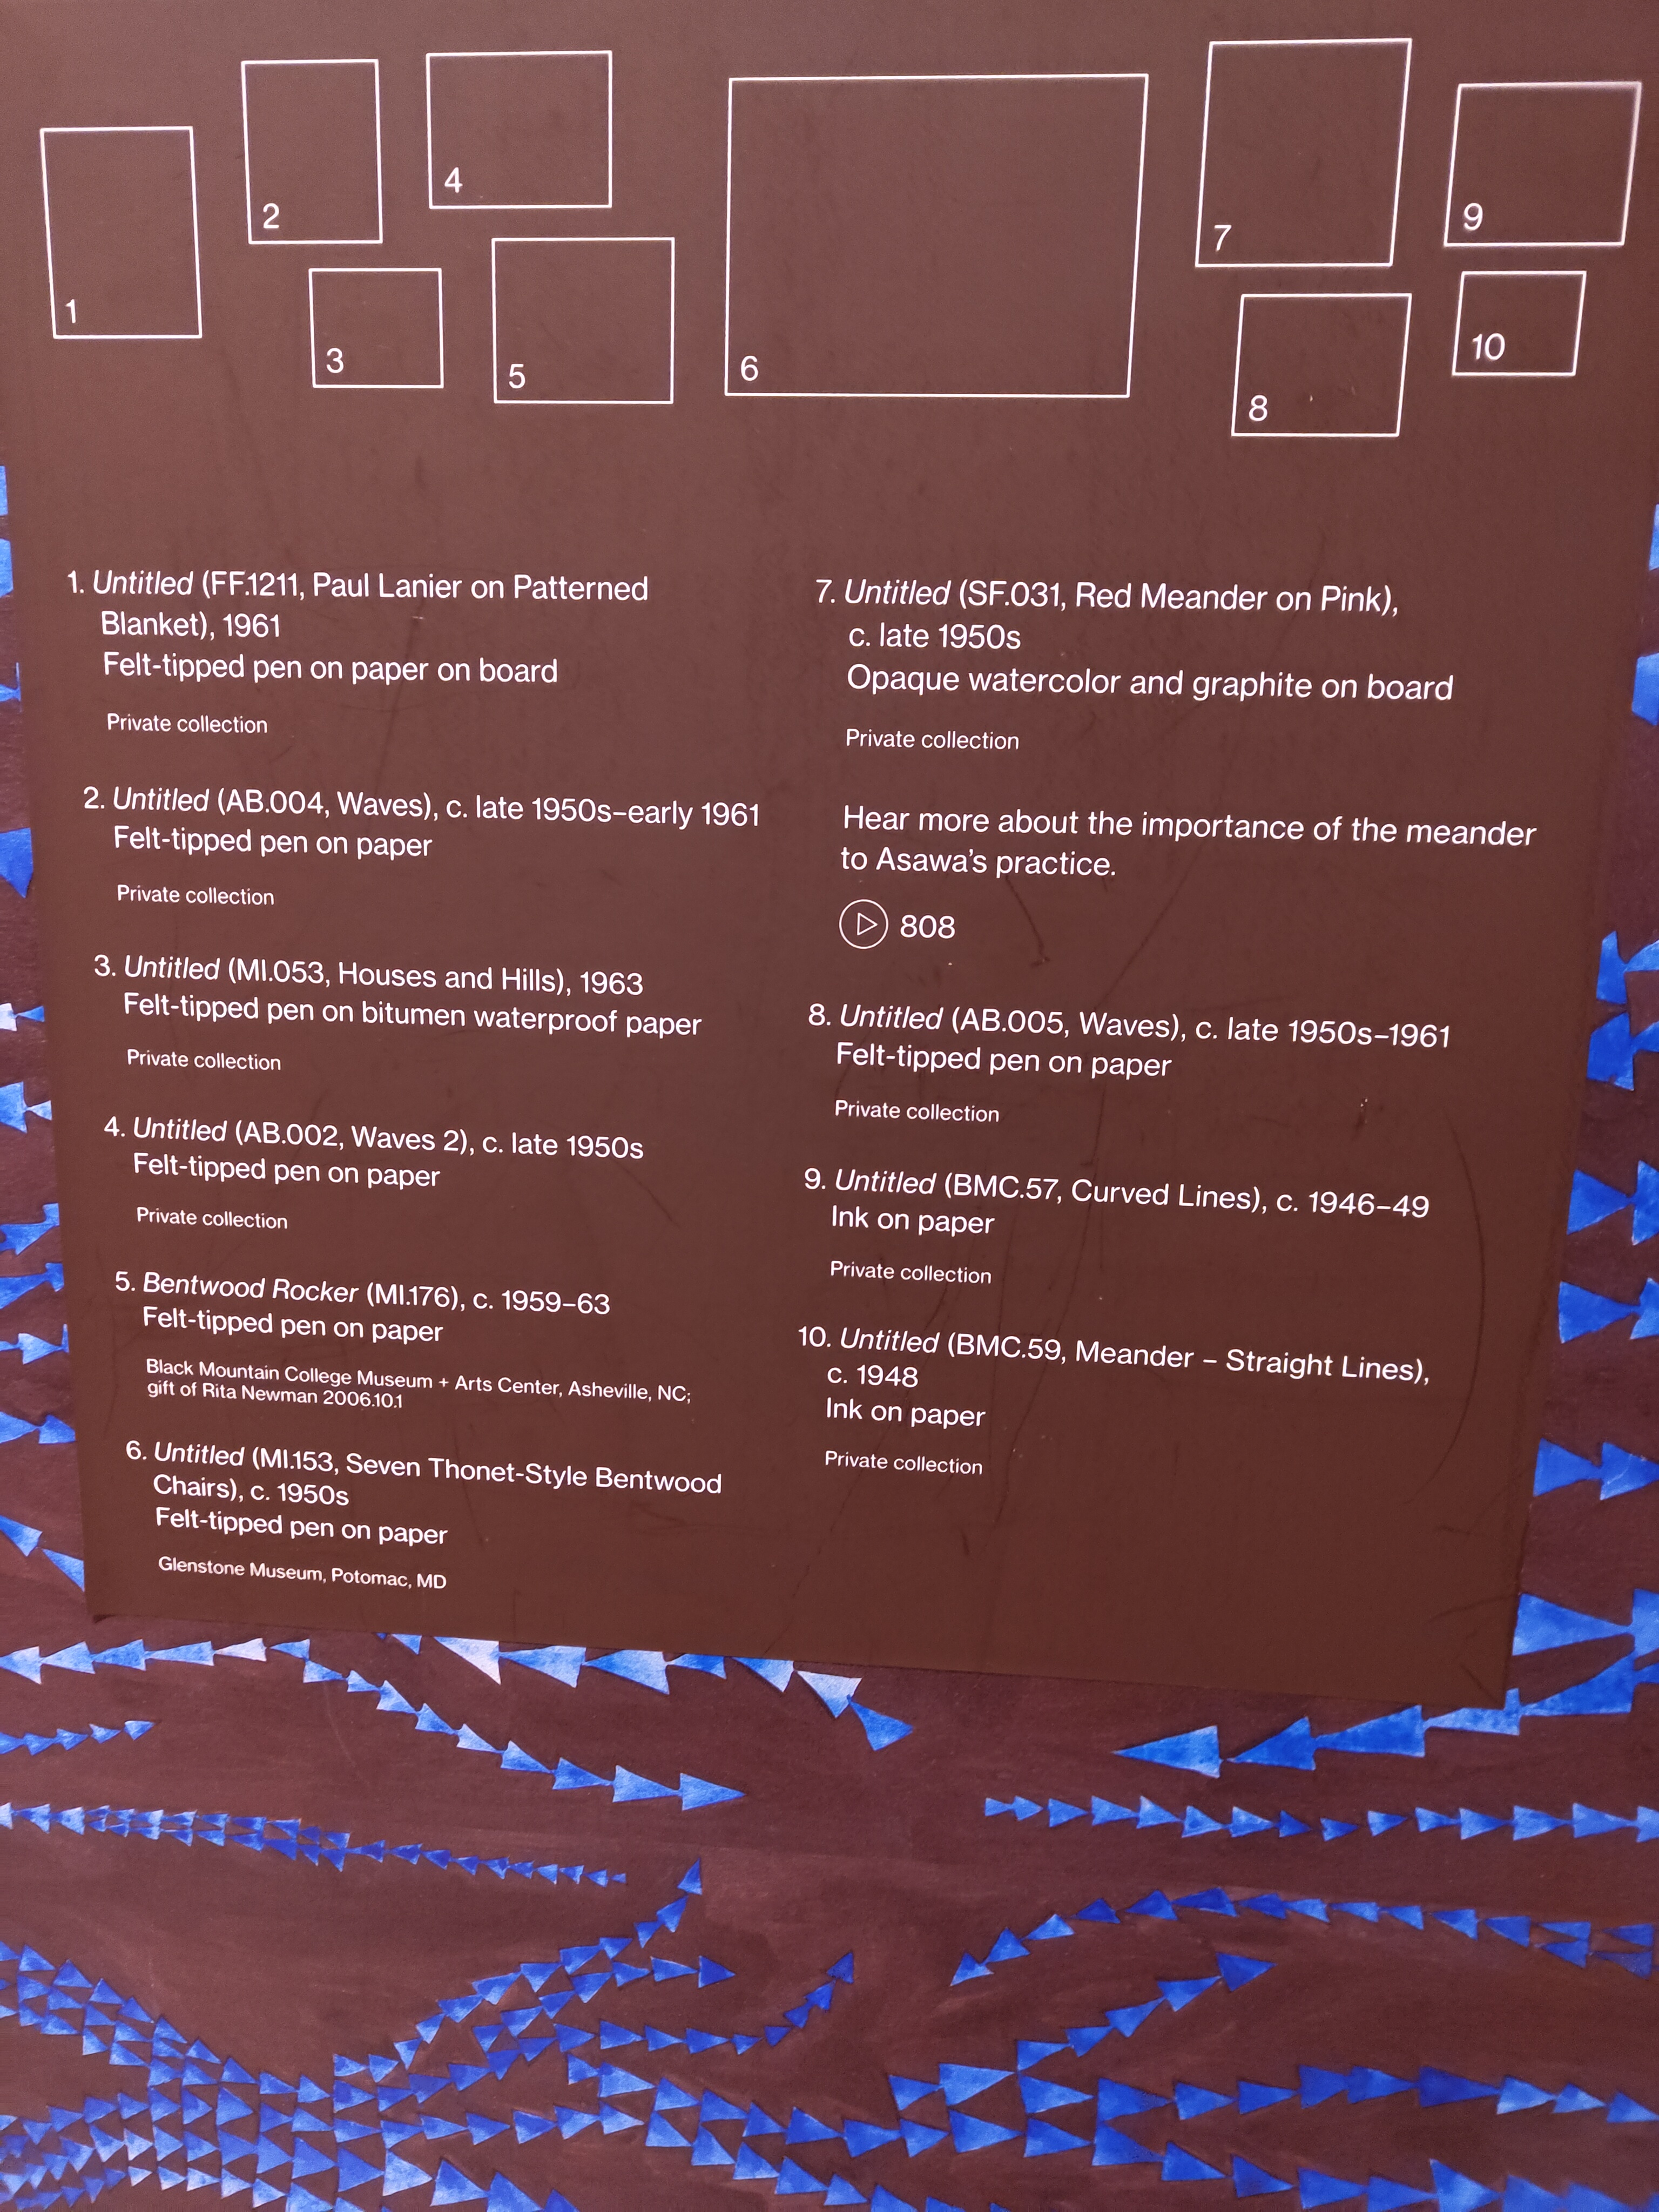 1
2
3
4
5
6
7
8
9
10
1. Untitled (FF.1211, Paul Lanier on Patterned
Blanket), 1961
Felt-tipped pen on paper on board
Private collection
2. Untitled (AB.004, Waves), c. late 1950s–early 1961
Felt-tipped pen on paper
Private collection
3. Untitled (MI.053, Houses and Hills), 1963
Felt-tipped pen on bitumen waterproof paper
Private collection
4. Untitled (AB.002, Waves 2), c. late 1950s
Felt-tipped pen on paper
Private collection
5. Bentwood Rocker (MI.176), c. 1959–63
Felt-tipped pen on paper
Black Mountain College Museum + Arts Center, Asheville, NC;
gift of Rita Newman 2006.10.1
6. Untitled (MI.153, Seven Thonet-Style Bentwood
Chairs), c. 1950s
Felt-tipped pen on paper
Glenstone Museum, Potomac, MD
7. Untitled (SF.031, Red Meander on Pink),
c. late 1950s
Opaque watercolor and graphite on board
Private collection
Hear more about the importance of the meander
to Asawa's practice.
808
8. Untitled (AB.005, Waves), c. late 1950s–1961
Felt-tipped pen on paper
Private collection
9. Untitled (BMC.57, Curved Lines), c. 1946–49
Ink on paper
Private collection
10. Untitled (BMC.59, Meander – Straight Lines),
c. 1948
Ink on paper
Private collection